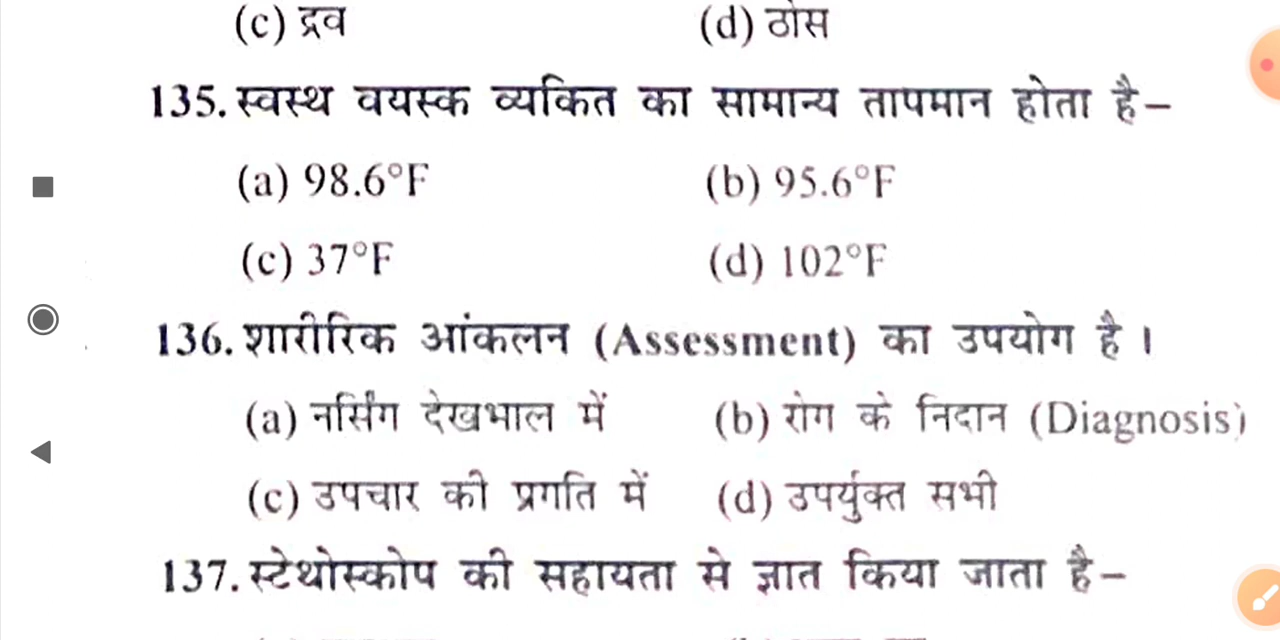 (c) द्रव (d) ठोस
135. स्वस्थ वयस्क व्यकित का सामान्य तापमान होता है–
(a) 98.6°F (b) 95.6°F
(c) 37°F (d) 102°F
136. शारीरिक आंकलन (Assessment) का उपयोग है ।
(a) नर्सिंग देखभाल में (b) रोग के निदान (Diagnosis)
(c) उपचार की प्रगति में (d) उपर्युक्त सभी
137. स्टेथोस्कोप की सहायता से ज्ञात किया जाता है–